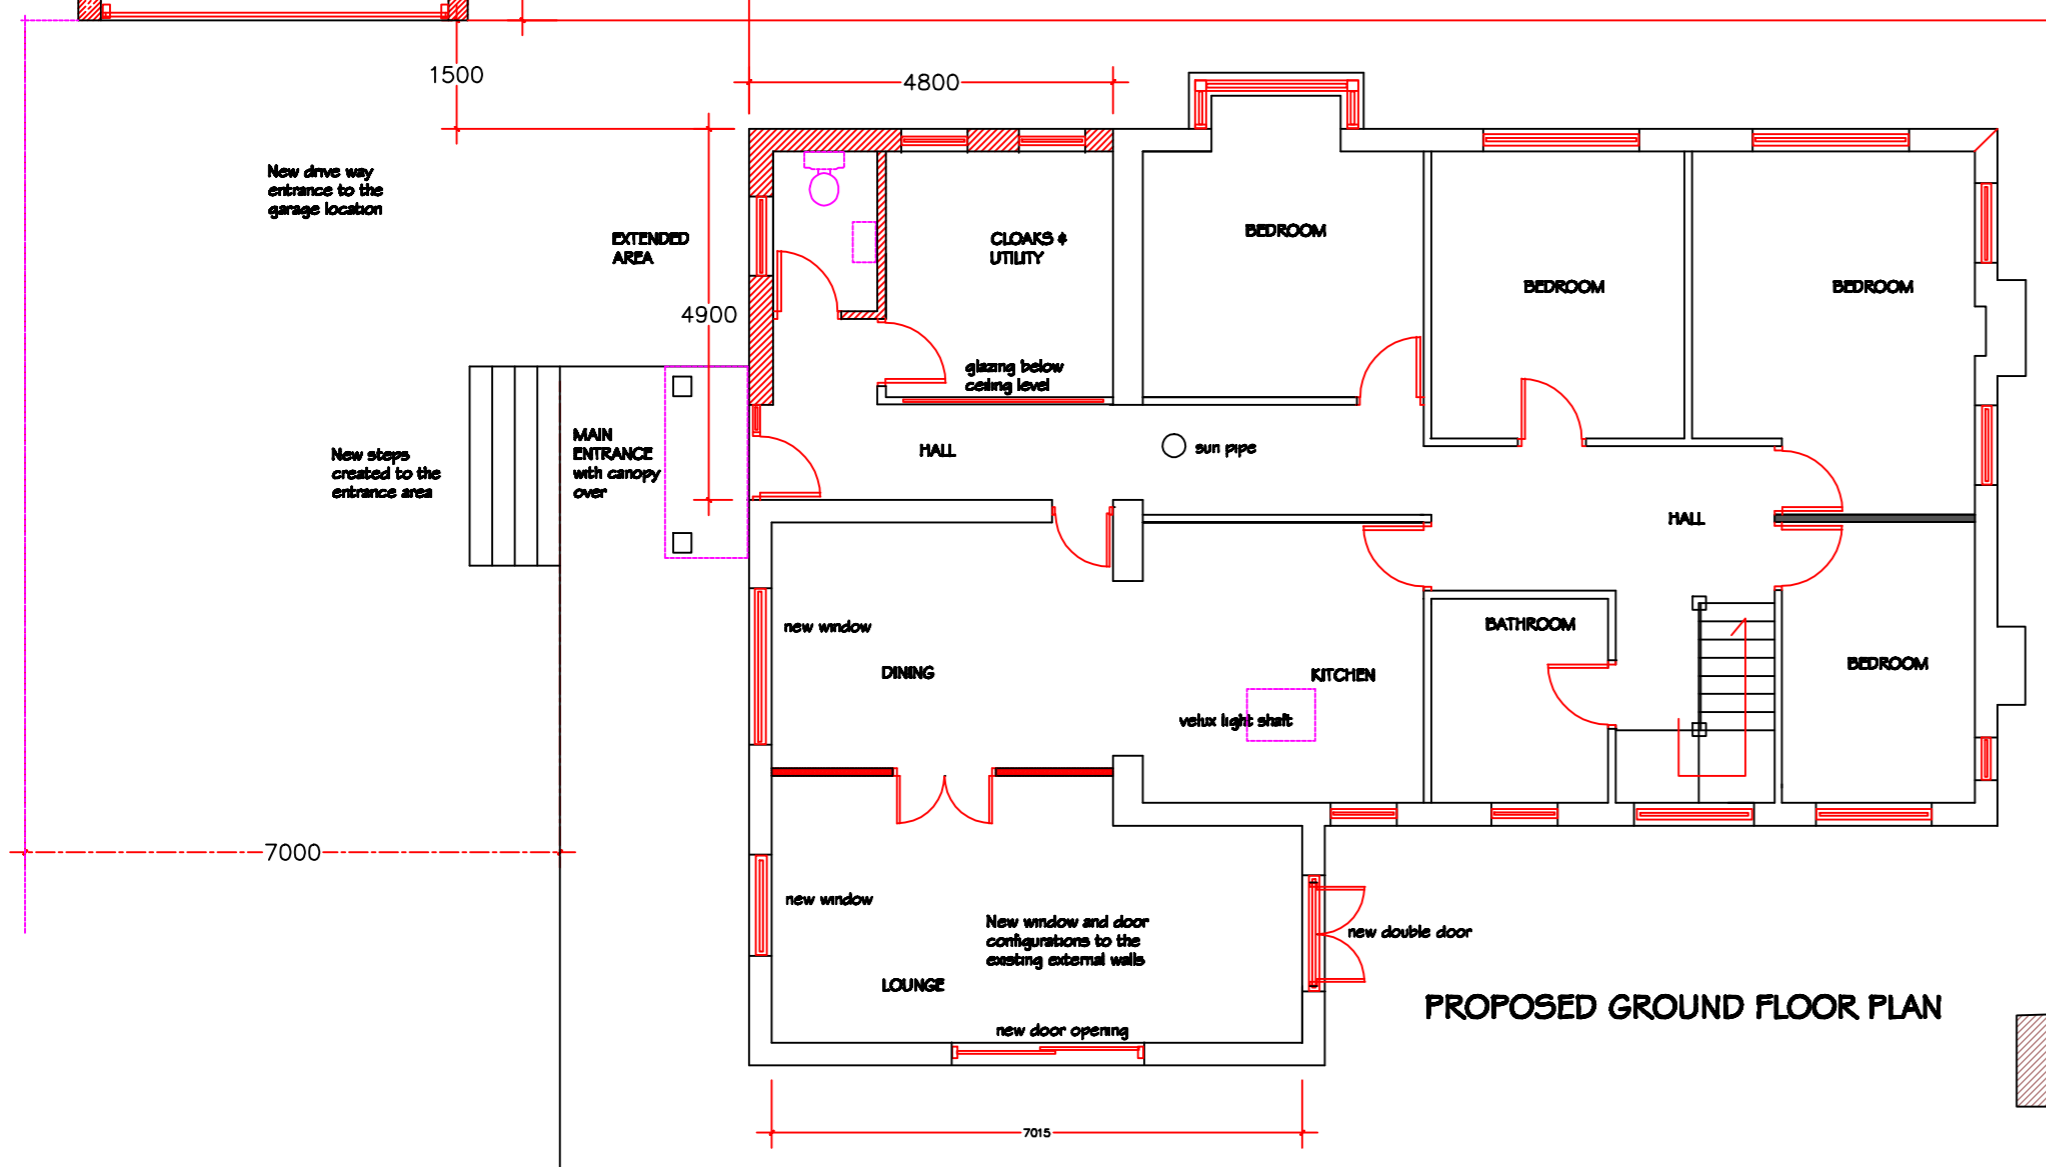 1500
4800
New drive way
entrance to the
garage location
EXTENDED
AREA
CLOAKS &
UTILITY
BEDROOM
BEDROOM
BEDROOM
4900
glazing below
ceiling level
MAIN
ENTRANCE
with canopy
over
New steps
created to the
entrance area
HALL
sun pipe
HALL
new window
DINING
KITCHEN
velux light shaft
BATHROOM
BEDROOM
7000
new window
New window and door
configurations to the
existing external walls
new double door
LOUNGE
new door opening
PROPOSED GROUND FLOOR PLAN
7015